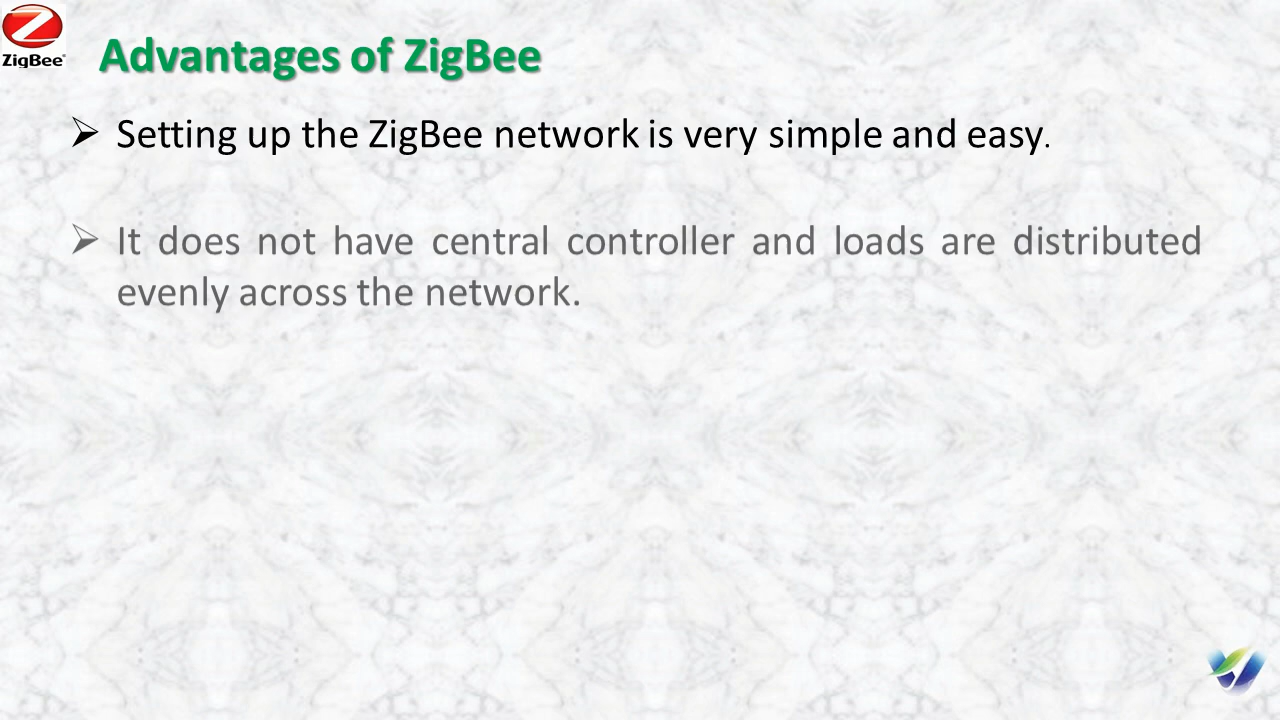 ZigBee®
Advantages of ZigBee
➢ Setting up the ZigBee network is very simple and easy.
➢ It does not have central controller and loads are distributed
evenly across the network.